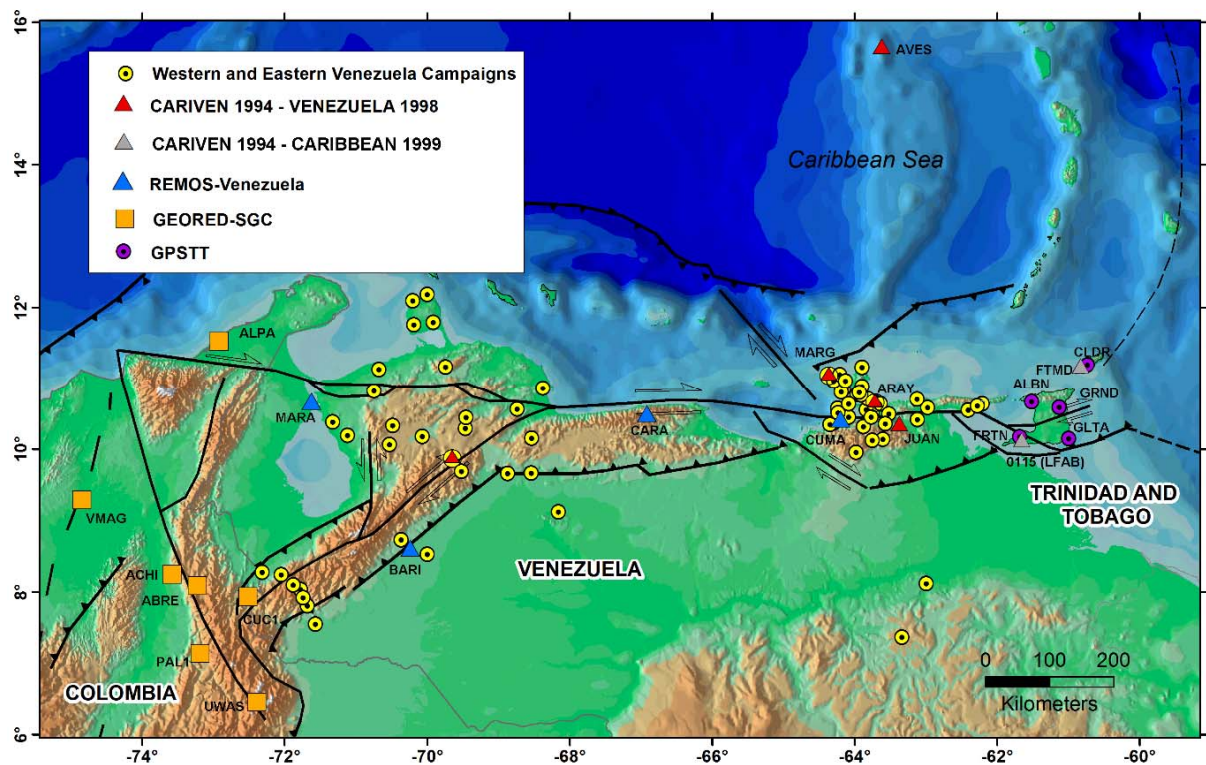 16°
14°
12°
10°
8°
6°
Western and Eastern Venezuela Campaigns
CARIVEN 1994 - VENEZUELA 1998
CARIVEN 1994 - CARIBBEAN 1999
REMOS-Venezuela
GEORED-SGC
GPSTT
AVES
Caribbean Sea
ALPA
MARG
CLDR
FTMD
ARAY
ALBN
GRND
MARA
CARA
CUMA
JUAN
FRTN
GLTA
0115 (LFAB)
TRINIDAD AND
TOBAGO
VMAG
BARI
VENEZUELA
ACHI
ABRE
CUC1
PAL1
COLOMBIA
UWAS
0 100 200
Kilometers
-74° -72° -70° -68° -66° -64° -62° -60°